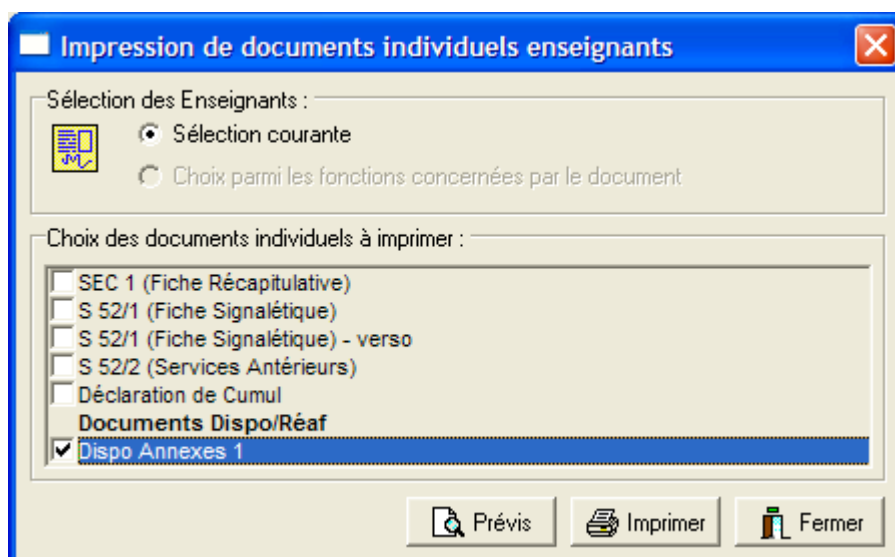 Impression de documents individuels enseignants
Sélection des Enseignants :
Sélection courante
Choix parmi les fonctions concernées par le document
Choix des documents individuels à imprimer :
SEC 1 (Fiche Récapitulative)
S 52/1 (Fiche Signalétique)
S 52/1 (Fiche Signalétique) - verso
S 52/2 (Services Antérieurs)
Déclaration de Cumul
Documents Dispo/Réaf
Dispo Annexes 1
Prévis Imprimer Fermer